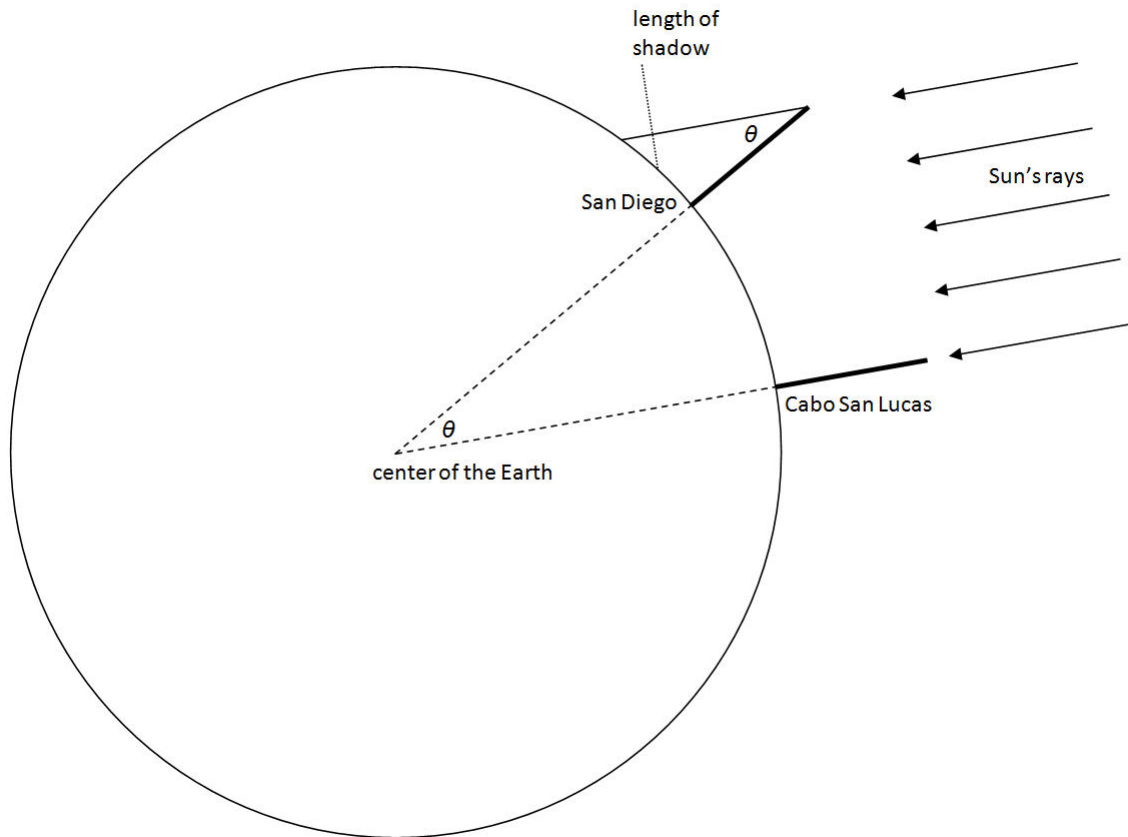 length of
shadow
θ
Sun's rays
San Diego
Cabo San Lucas
θ
center of the Earth